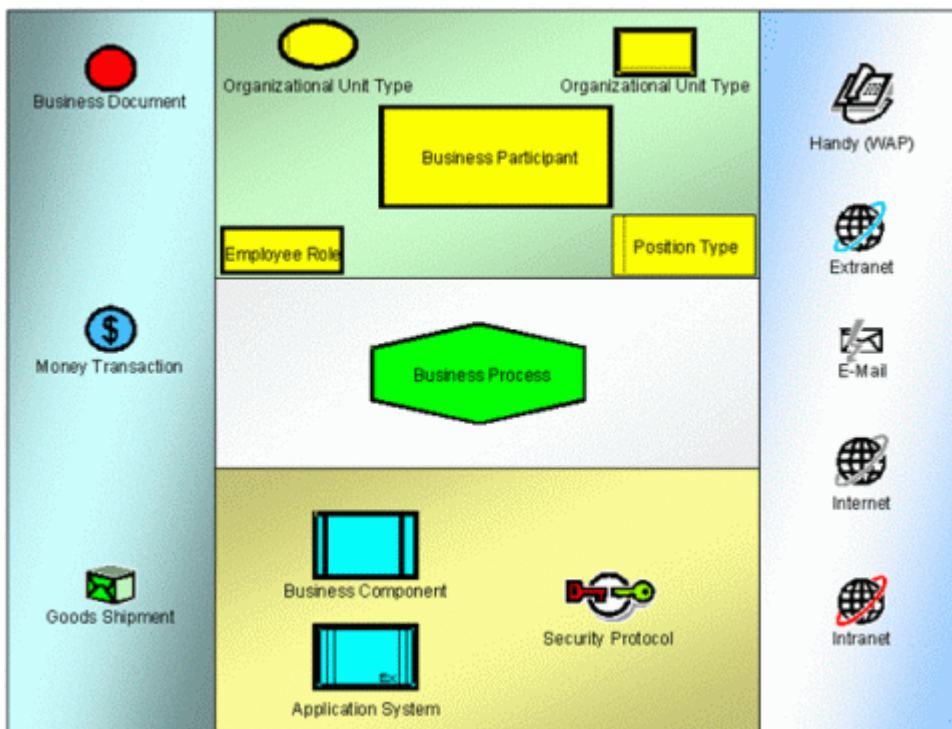 Business Document
Money Transaction
$
Goods Shipment
Organizational Unit Type
Organizational Unit Type
Business Participant
Employee Role
Position Type
Business Process
Business Component
Ex
Application System
Security Protocol
Handy (WAP)
Extranet
E-Mail
Internet
Intranet